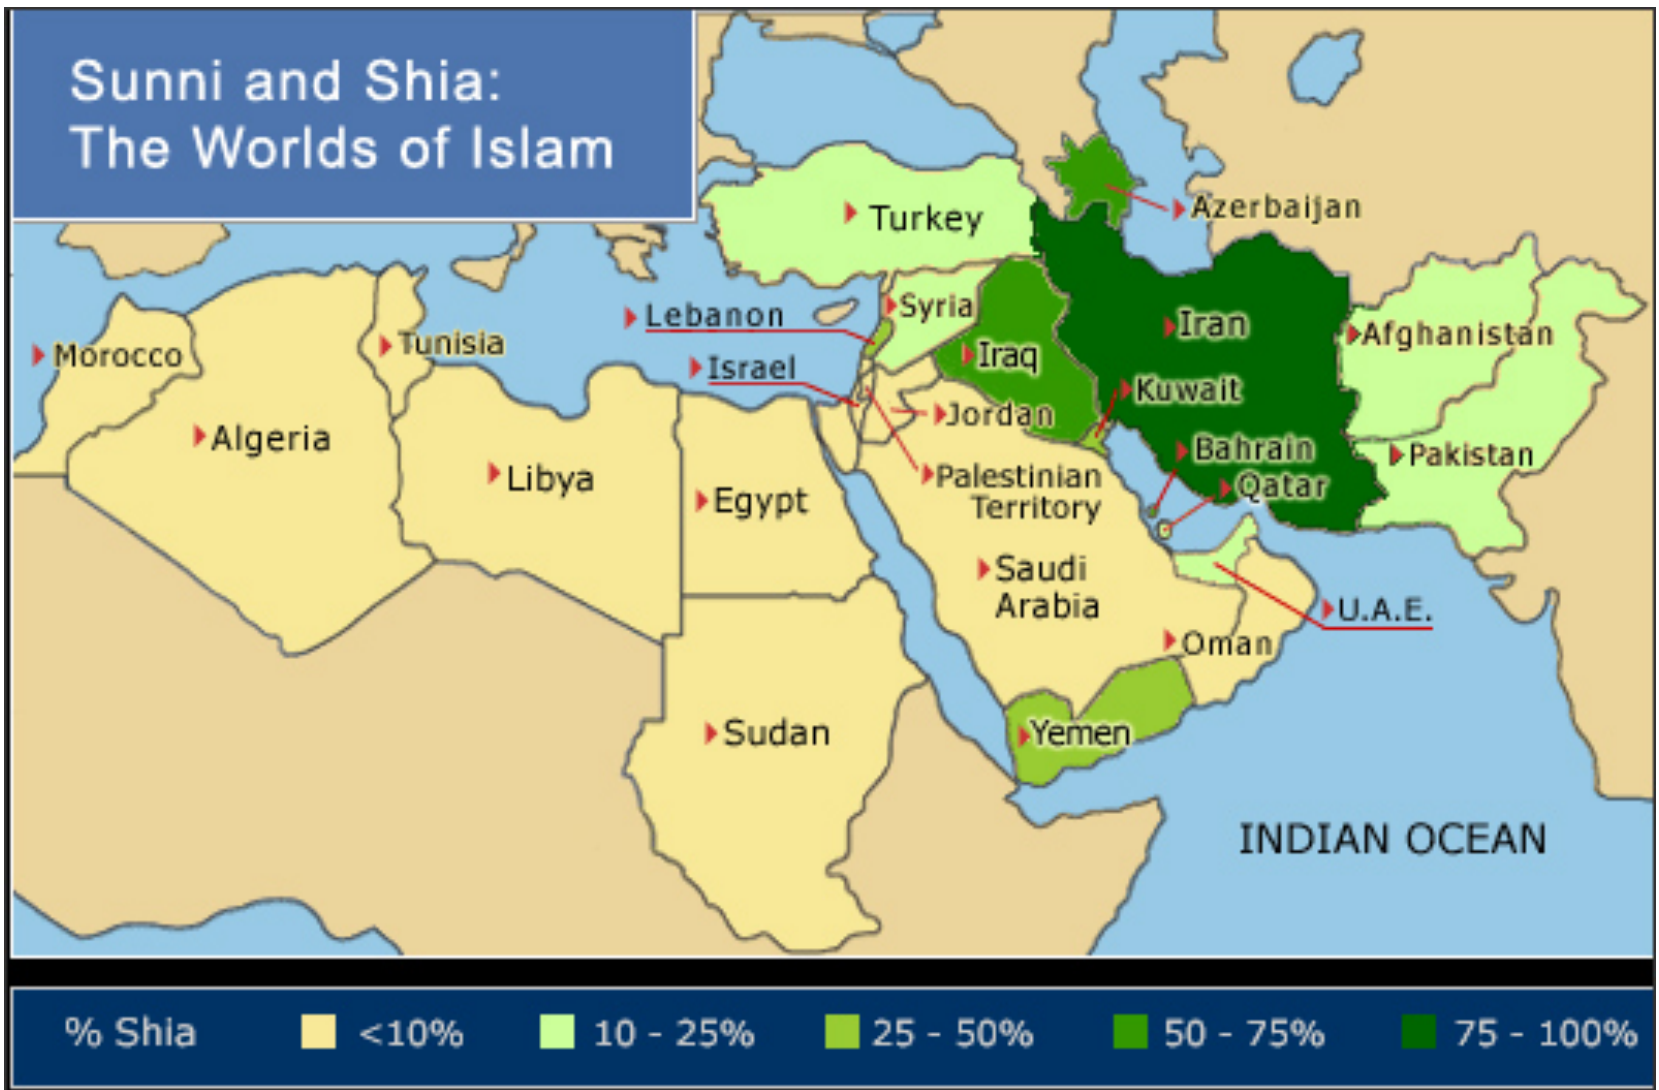 Sunni and Shia:
The Worlds of Islam
Azerbaijan
Turkey
Lebanon
Syria
Iran
Afghanistan
Morocco
Tunisia
Israel
Iraq
Kuwait
Jordan
Algeria
Libya
Egypt
Palestinian
Territory
Bahrain
Qatar
Pakistan
Saudi
Arabia
U.A.E.
Oman
Sudan
Yemen
INDIAN OCEAN
% Shia <10% 10 - 25% 25 - 50% 50 - 75% 75 - 100%